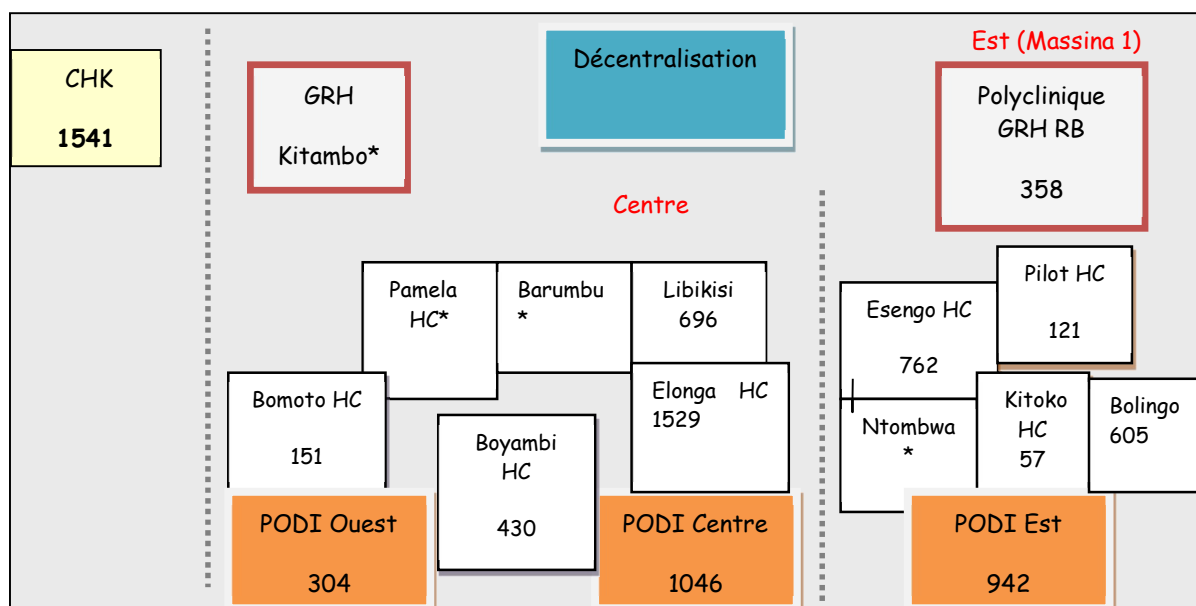 CHK
1541
GRH
Kitambo*
Décentralisation
Est (Massina 1)
Polyclinique
GRH RB
358
Centre
Pamela
HC*
Barumbu
*
Libikisi
696
Esengo HC
762
Pilot HC
121
Bomoto HC
151
Boyambi
HC
430
Elonga HC
1529
Ntombwa
*
Kitoko
HC
57
Bolingo
605
PODI Ouest
304
PODI Centre
1046
PODI Est
942